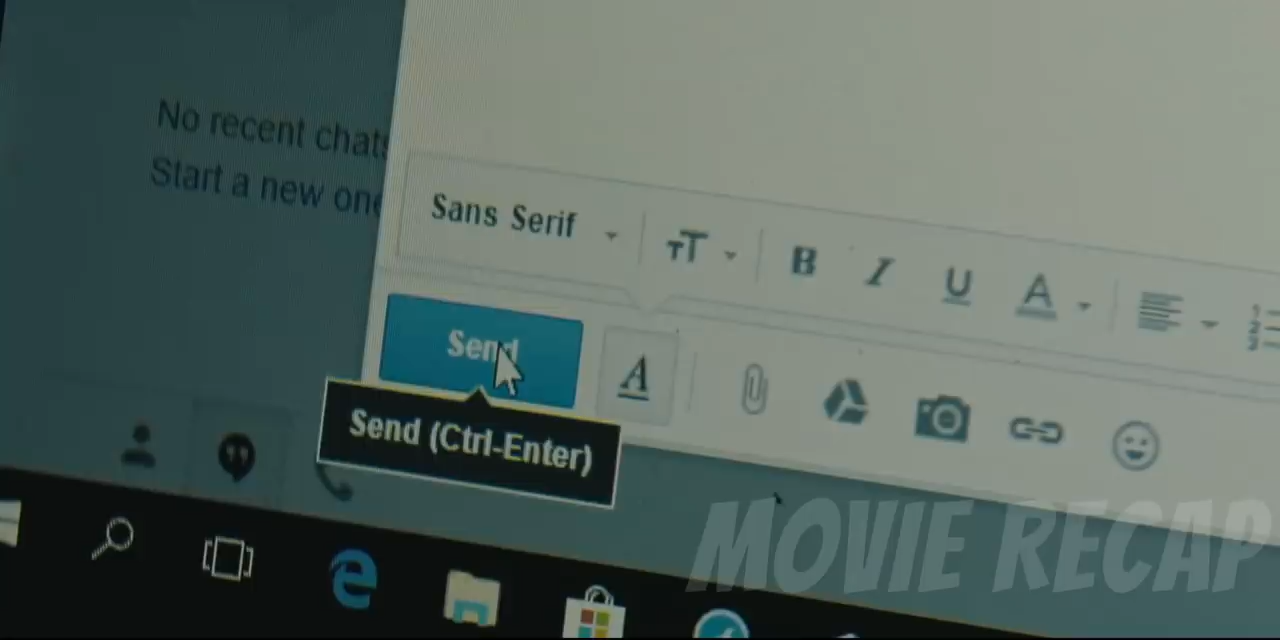 No recent chats
Start a new one
Sans Serif
Send
Send (Ctrl-Enter)
MOVIE RECAP